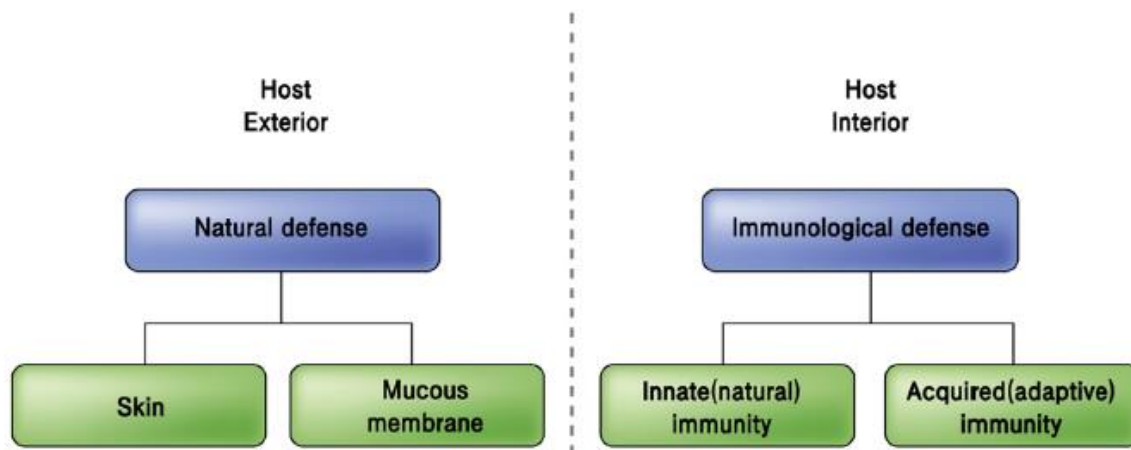 Host
Exterior
Host
Interior
Natural defense
Immunological defense
Skin
Mucous
membrane
Innate(natural)
immunity
Acquired(adaptive)
immunity